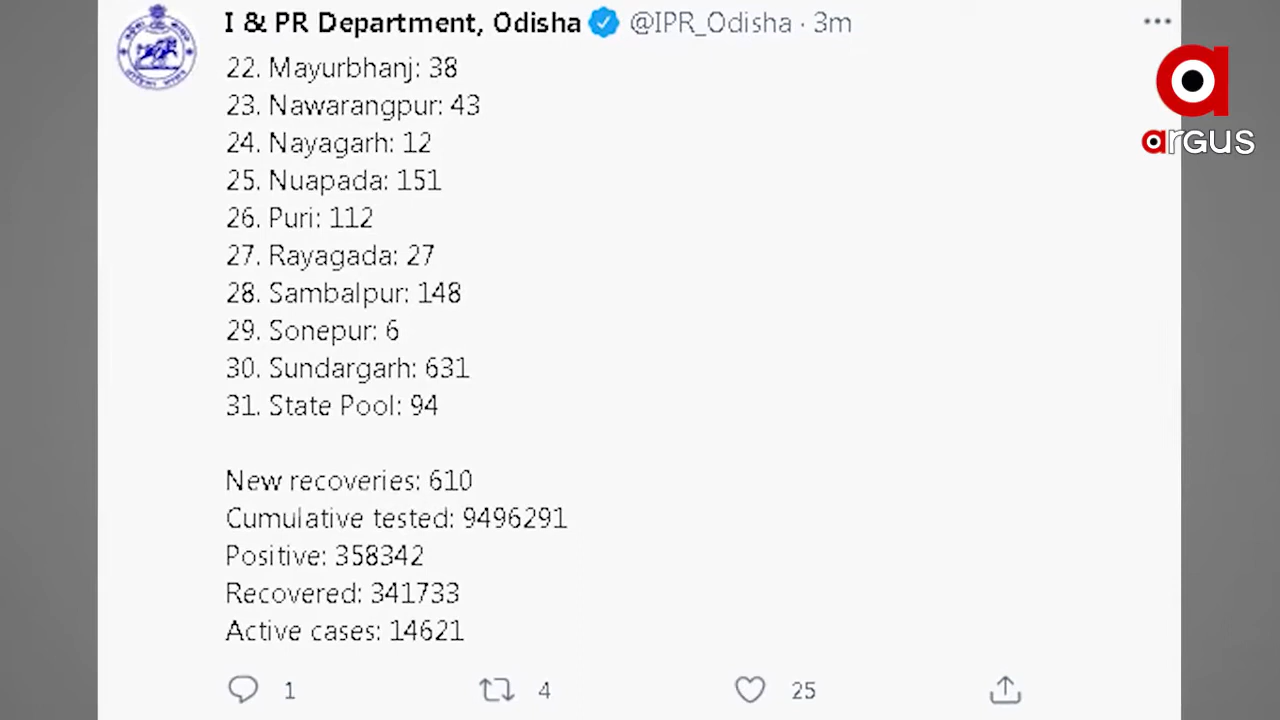 I & PR Department, Odisha @IPR_Odisha · 3m
argus
22. Mayurbhanj: 38
23. Nawarangpur: 43
24. Nayagarh: 12
25. Nuapada: 151
26. Puri: 112
27. Rayagada: 27
28. Sambalpur: 148
29. Sonepur: 6
30. Sundargarh: 631
31. State Pool: 94
New recoveries: 610
Cumulative tested: 9496291
Positive: 358342
Recovered: 341733
Active cases: 14621
1 4 25